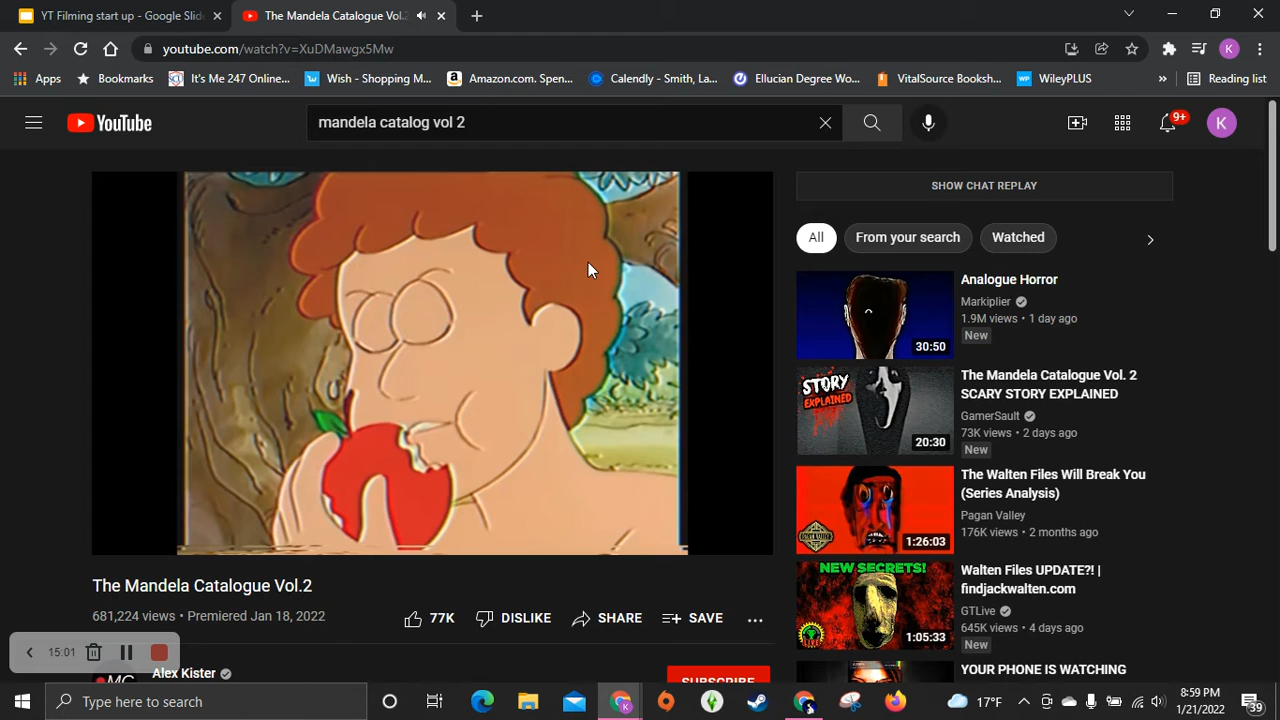 YT Filming start up - Google Slide
The Mandela Catalogue Vol.2
youtube.com/watch?v=XuDMawgx5Mw
K
Apps
Bookmarks
It's Me 247 Online...
Wish - Shopping M...
Amazon.com. Spen...
Calendly - Smith, La...
Ellucian Degree Wo...
VitalSource Booksh...
WileyPLUS
»
Reading list
YouTube
mandela catalog vol 2
9+
K
SHOW CHAT REPLAY
All
From your search
Watched
Analogue Horror
Markiplier
1.9M views • 1 day ago
New
30:50
STORY
EXPLAINED
20:30
The Mandela Catalogue Vol. 2
SCARY STORY EXPLAINED
GamerSault
73K views • 2 days ago
New
The Walten Files Will Break You
(Series Analysis)
Pagan Valley
176K views • 2 months ago
1:26:03
NEW SECRETS!
1:05:33
Walten Files UPDATE?! |
findjackwalten.com
GTLive
645K views • 4 days ago
New
YOUR PHONE IS WATCHING
The Mandela Catalogue Vol.2
681,224 views • Premiered Jan 18, 2022
77K
DISLIKE
SHARE
SAVE
15:01
MC
Alex Kister
SUBSCRIBE
Type here to search
17°F
8:59 PM
1/21/2022
39